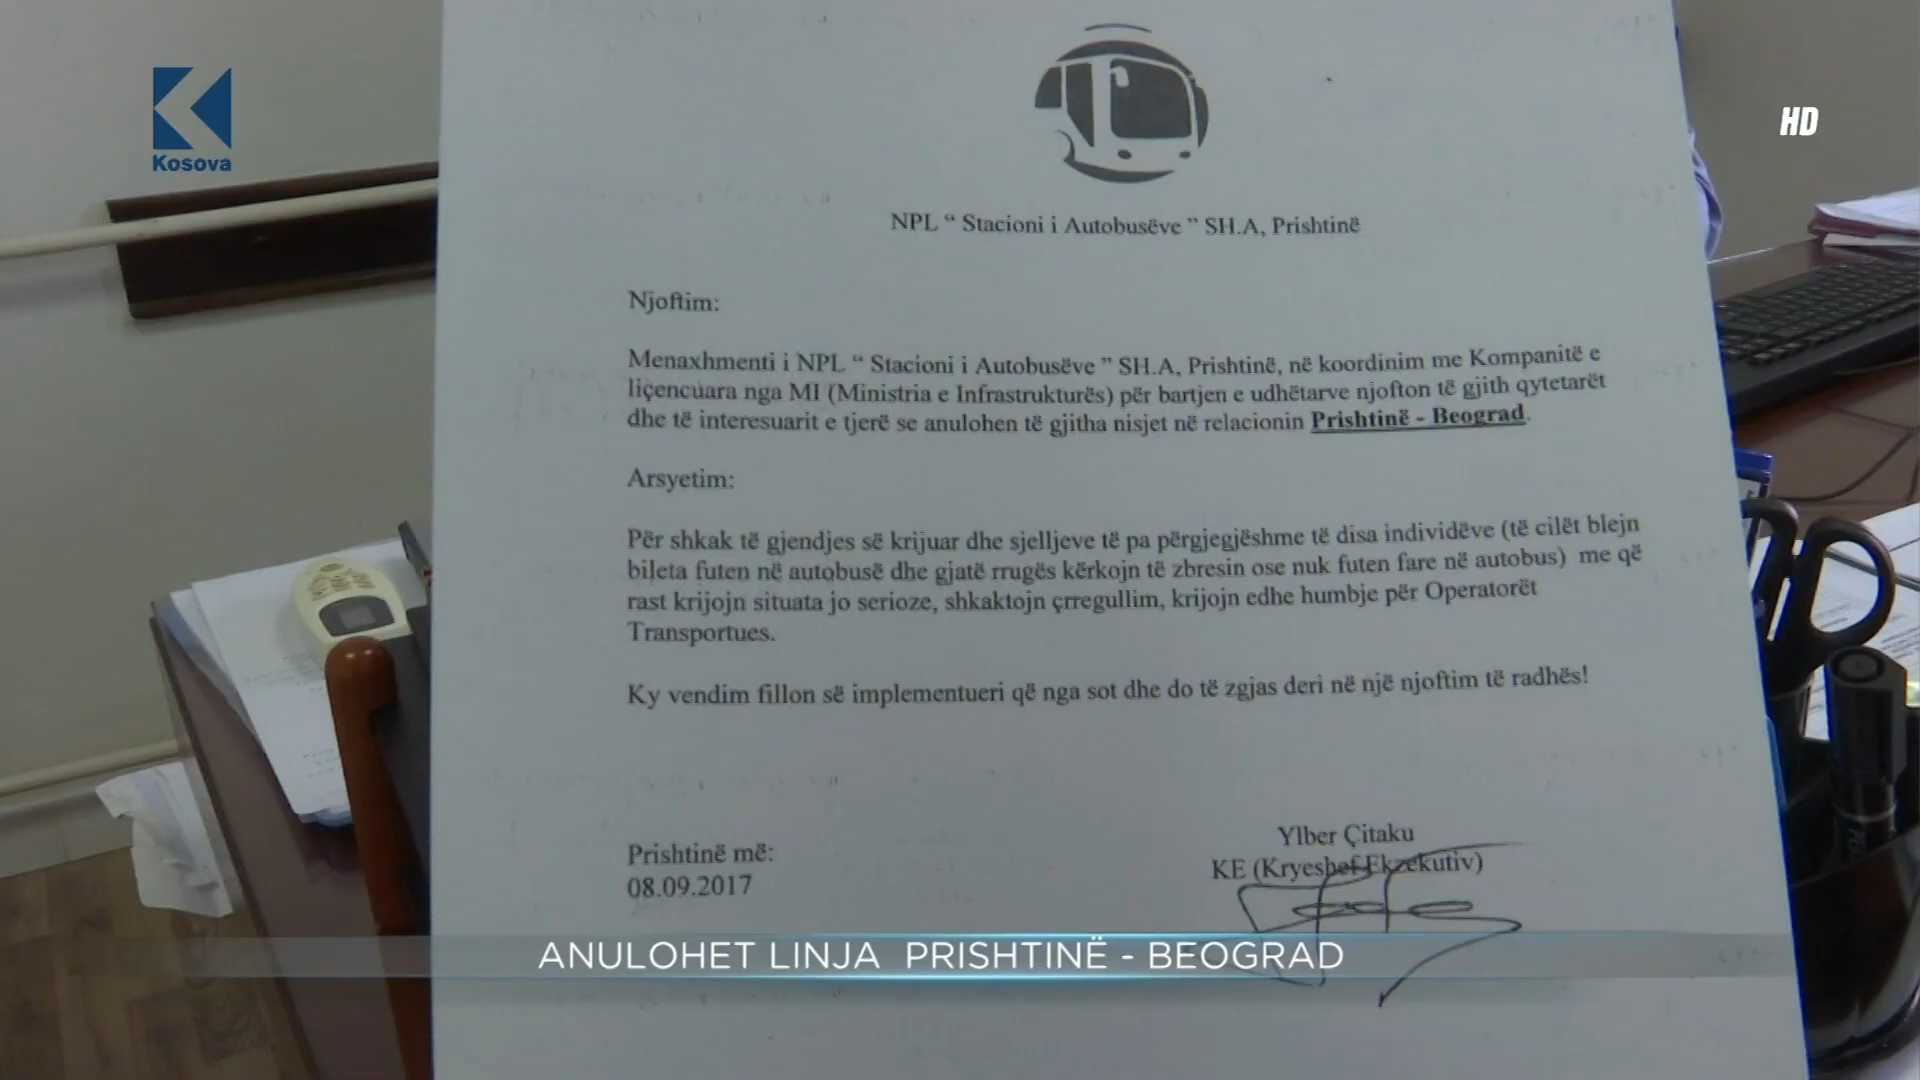 Kosova
HD
NPL “ Stacioni i Autobusëve ” SH.A, Prishtinë
Njoftim:
Menaxhmenti i NPL “ Stacioni i Autobusëve ” SH.A, Prishtinë, në koordinim me Kompanitë e
liçencuara nga MI (Ministria e Infrastrukturës) për bartjen e udhëtarve njofton të gjith qytetarët
dhe të interesuarit e tjerë se anulohen të gjitha nisjet në relacionin Prishtinë - Beograd.
Arsyetim:
Për shkak të gjendjes së krijuar dhe sjelljeve të pa përgjegjëshme të disa individëve (të cilët blejn
bileta futen në autobusë dhe gjatë rrugës kërkojn të zbresin ose nuk futen fare në autobus) me që
rast krijojn situata jo serioze, shkaktojn çrregullim, krijojn edhe humbje për Operatorët
Transportues.
Ky vendim fillon së implementueri që nga sot dhe do të zgjas deri në një njoftim të radhës!
Prishtinë më:
08.09.2017
Ylber Çitaku
KE (Kryeshef Ekzekutiv)
ANULOHET LINJA PRISHTINË - BEOGRAD